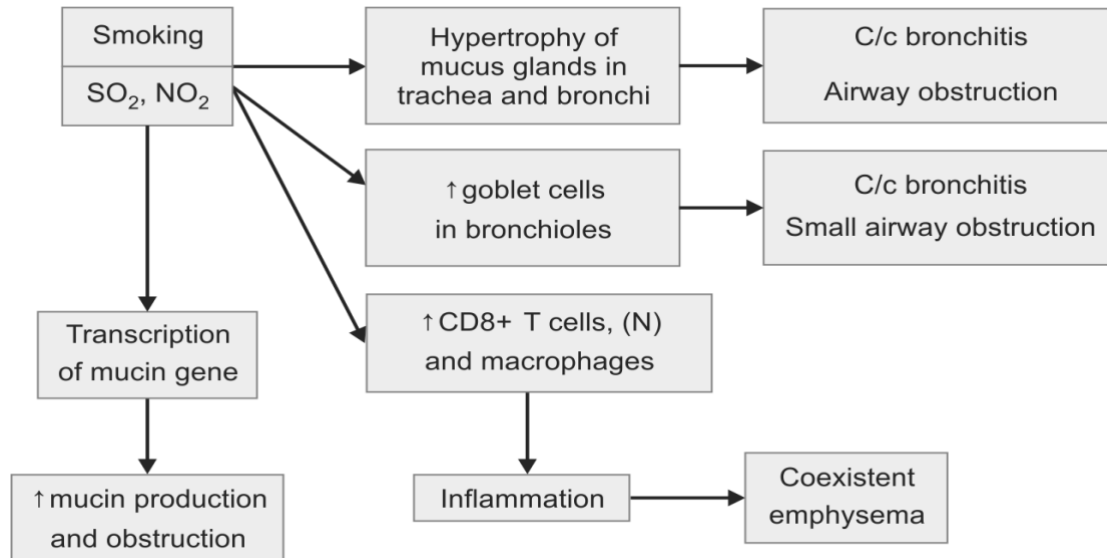 Smoking
SO₂, NO₂
Hypertrophy of
mucus glands in
trachea and bronchi
C/c bronchitis
Airway obstruction
↑goblet cells
in bronchioles
C/c bronchitis
Small airway obstruction
Transcription
of mucin gene
↑CD8+ T cells, (N)
and macrophages
↑mucin production
and obstruction
Inflammation
Coexistent
emphysema